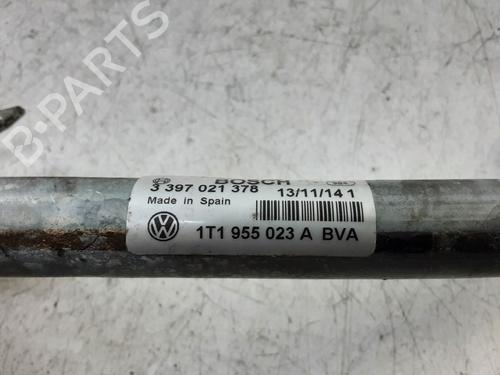 B-PARTS
BOSCH
3 397 021 378 13/11/14 1
Made in Spain
1T1 955 023 A BVA